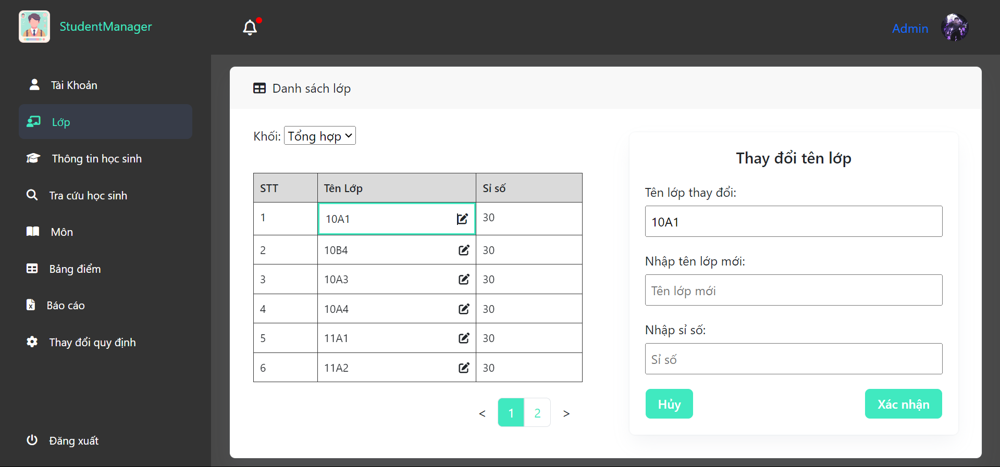 StudentManager
Admin
Tài Khoản
Lớp
Thông tin học sinh
Tra cứu học sinh
Môn
Bảng điểm
Báo cáo
Thay đổi quy định
Đăng xuất
Danh sách lớp
Khối: Tổng hợp
STT Tên Lớp Sỉ số
1 10A1 30
2 10B4 30
3 10A3 30
4 10A4 30
5 11A1 30
6 11A2 30
< 1 2 >
Thay đổi tên lớp
Tên lớp thay đổi:
10A1
Nhập tên lớp mới:
Tên lớp mới
Nhập sỉ số:
Sỉ số
Hủy Xác nhận